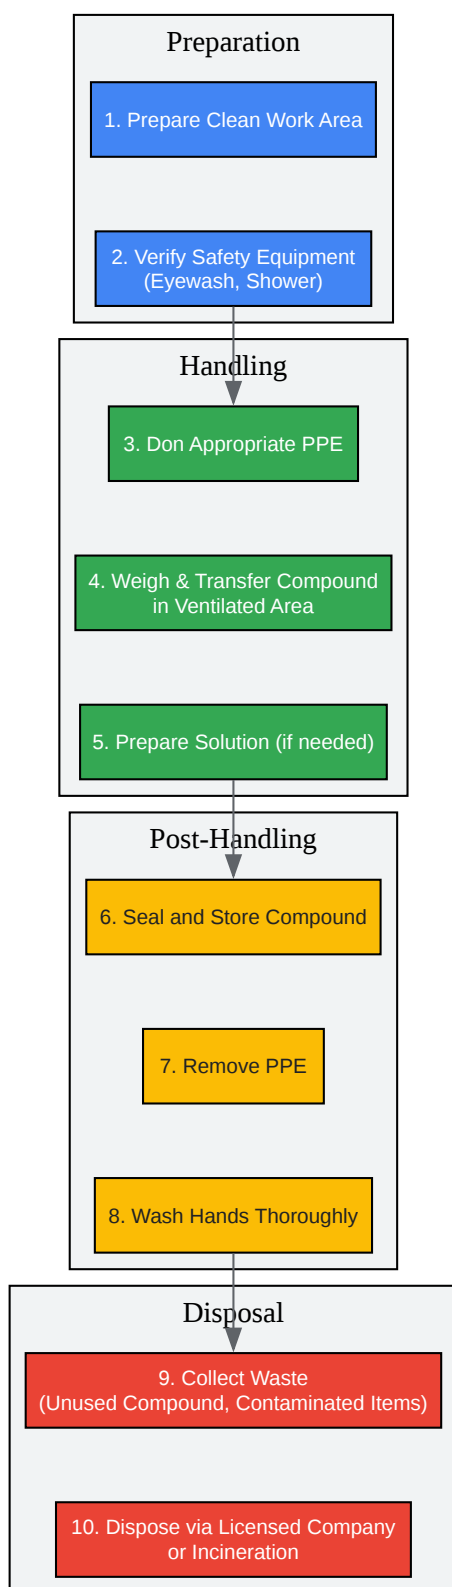 Preparation
1. Prepare Clean Work Area
2. Verify Safety Equipment
(Eyewash, Shower)
Handling
3. Don Appropriate PPE
4. Weigh & Transfer Compound
in Ventilated Area
5. Prepare Solution (if needed)
Post-Handling
6. Seal and Store Compound
7. Remove PPE
8. Wash Hands Thoroughly
Disposal
9. Collect Waste
(Unused Compound, Contaminated Items)
10. Dispose via Licensed Company
or Incineration